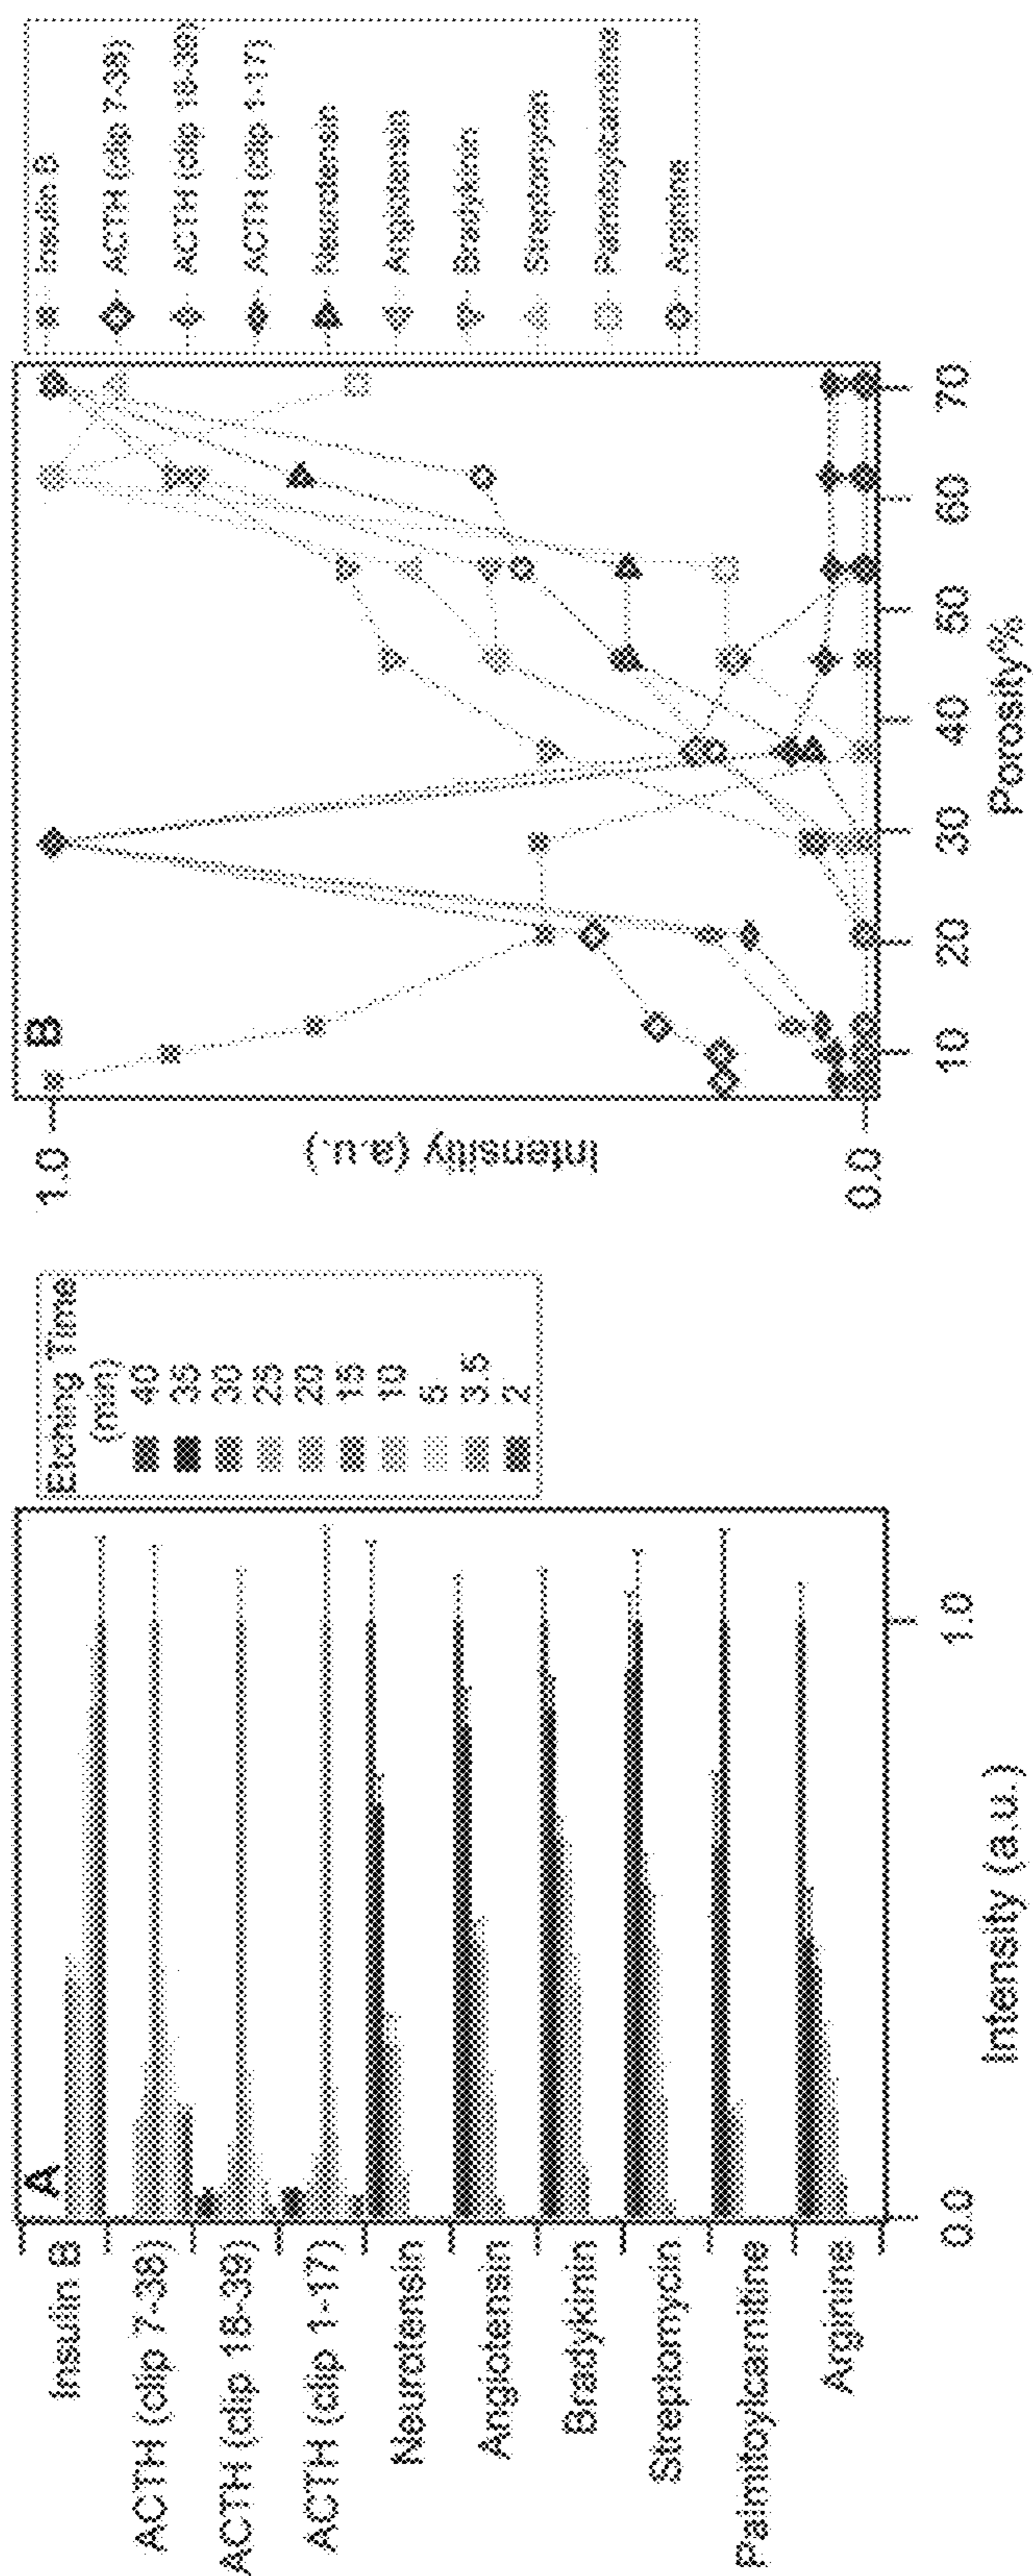 A
Insulin B
ACTH (clip 7-38)
ACTH (clip 18-39)
ACTH (clip 1-17)
Neurotensin
Angiotensin
Bradykinin
Streptomycin
Palmitoylcarnitine
Arginine
0.0
1.0
Intensity (a.u.)
Etching Time
(min)
40
35
30
25
20
15
10
5
3.5
2
B
1.0
0.0
Intensity (a.u.)
10
20
30
40
50
60
70
Porosity%
Insulin B
ACTH (clip 7-38)
ACTH (clip 18-39)
ACTH (clip 1-17)
Neurotensin
Angiotensin
Bradykinin
Streptomycin
Palmitoylcarnitine
Arginine